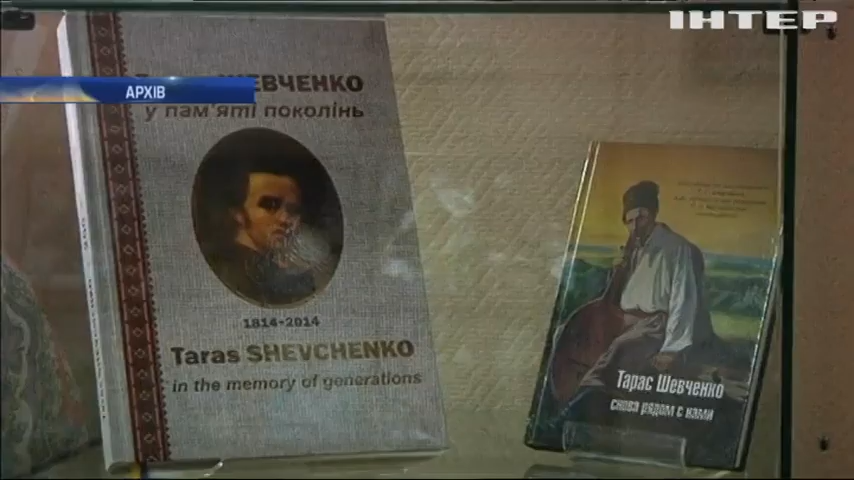 ІНТЕР
АРХІВ
ШЕВЧЕНКО
у пам'яті поколінь
1814-2014
Taras SHEVCHENKO
in the memory of generations
Тарас Шевченко
снова рядом с нами